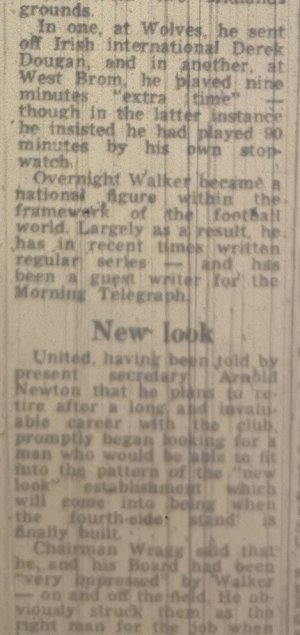 grounds.
In one, at Wolves, he sent
off Irish international Derek
Dougan, and in another, at
West Brom, he played nine
minutes "extra time" —
though in the latter instance
he insisted he had played 90
minutes by his own stop-
watch.
Overnight Walker became a
national figure within the
framework of the football
world. Largely as a result, he
has in recent times written
regular series — and has
been a guest writer for the
Morning Telegraph.
New look
United, having been told by
present secretary Arnold
Newton that he plans to re-
tire after a long and invalu-
able career with the club,
promptly began looking for a
man who would be able to fit
into the pattern of the "new
look" establishment which
will come into being when
the fourth-side stand is
finally built.
Chairman Wragg said that
he, and his Board had been
"very impressed" by Walker
— on and off the field. He ob-
viously struck them as the
right man for the job when